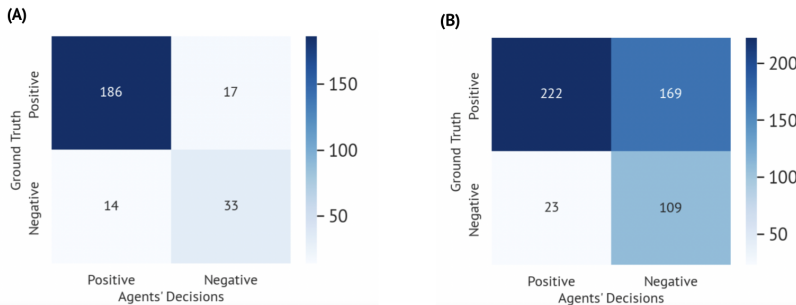 (A)
Ground Truth
Positive
Negative
186
17
14
33
150
100
50
Positive
Negative
Agents' Decisions
(B)
Ground Truth
Positive
Negative
222
169
23
109
200
150
100
50
Positive
Negative
Agents' Decisions